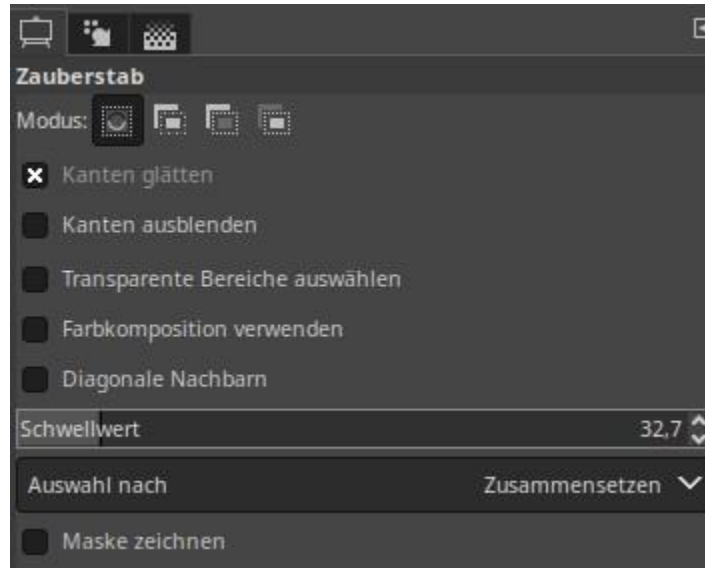 Zauberstab
Modus:
Kanten glätten
Kanten ausblenden
Transparente Bereiche auswählen
Farbkomposition verwenden
Diagonale Nachbarn
Schwellwert 32,7
Auswahl nach Zusammensetzen
Maske zeichnen